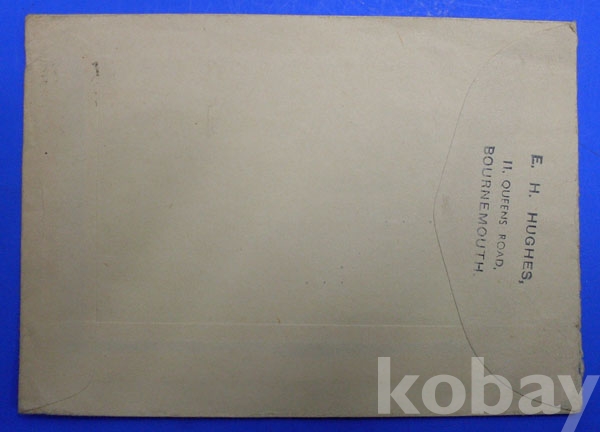 E. H. HUGHES,
11, QUEENS ROAD,
BOURNEMOUTH.
kobay